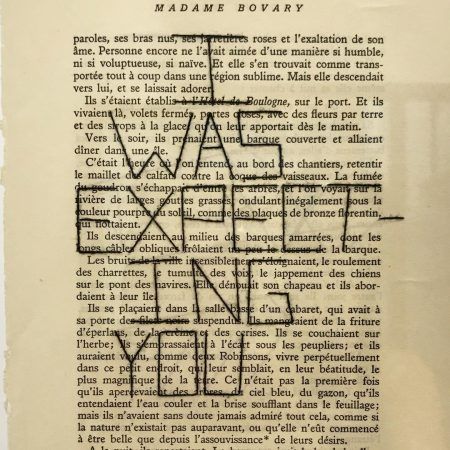 MADAME BOVARY
I
WAS
EXPECT-
ING
YOU
paroles, ses bras nus, ses jarretières roses et l'exaltation de son
âme. Personne encore ne l'avait aimée d'une manière si humble,
ni si voluptueuse, si naïve. Et elle s'en trouvait comme trans-
portée tout à coup dans une région sublime. Mais elle descendait
vers lui, et se laissait adorer.
Ils s'étaient établis à l'Hôtel de Boulogne, sur le port. Et ils
vivaient là, volets fermés, portes closes, avec des fleurs par terre
et des sirops à la glace qu'on leur apportait dès le matin.
Vers le soir, ils prenaient une barque couverte et allaient
dîner dans une île.
C'était l'heure où l'on entend, au bord des chantiers, retentir
le maillet des calfats contre la coque des vaisseaux. La fumée
du goudron s'échappait d'entre les arbres, et l'on voyait sur la
rivière de larges gouttes grasses, ondulant inégalement sous la
couleur pourpre du soleil, comme des plaques de bronze florentin,
qui flottaient.
Ils descendaient au milieu des barques amarrées, dont les
longs câbles obliques frôlaient un peu le dessus de la barque.
Les bruits de la ville insensiblement s'éloignaient, le roulement
des charrettes, le tumulte des voix, le jappement des chiens
sur le pont des navires. Elle dénouait son chapeau et ils abor-
daient à leur île.
Ils se plaçaient dans la salle basse d'un cabaret, qui avait à
sa porte des filets noirs suspendus. Ils mangeaient de la friture
d'éperlans, de la crème et des cerises. Ils se couchaient sur
l'herbe; ils s'embrassaient à l'écart sous les peupliers; et ils
auraient voulu, comme deux Robinsons, vivre perpétuellement
dans ce petit endroit, qui leur semblait, en leur béatitude, le
plus magnifique de la terre. Ce n'était pas la première fois
qu'ils apercevaient des arbres, du ciel bleu, du gazon, qu'ils
entendaient l'eau couler et la brise soufflant dans le feuillage;
mais ils n'avaient sans doute jamais admiré tout cela, comme si
la nature n'existait pas auparavant, ou qu'elle n'eût commencé
à être belle que depuis l'assouvissance* de leurs désirs.